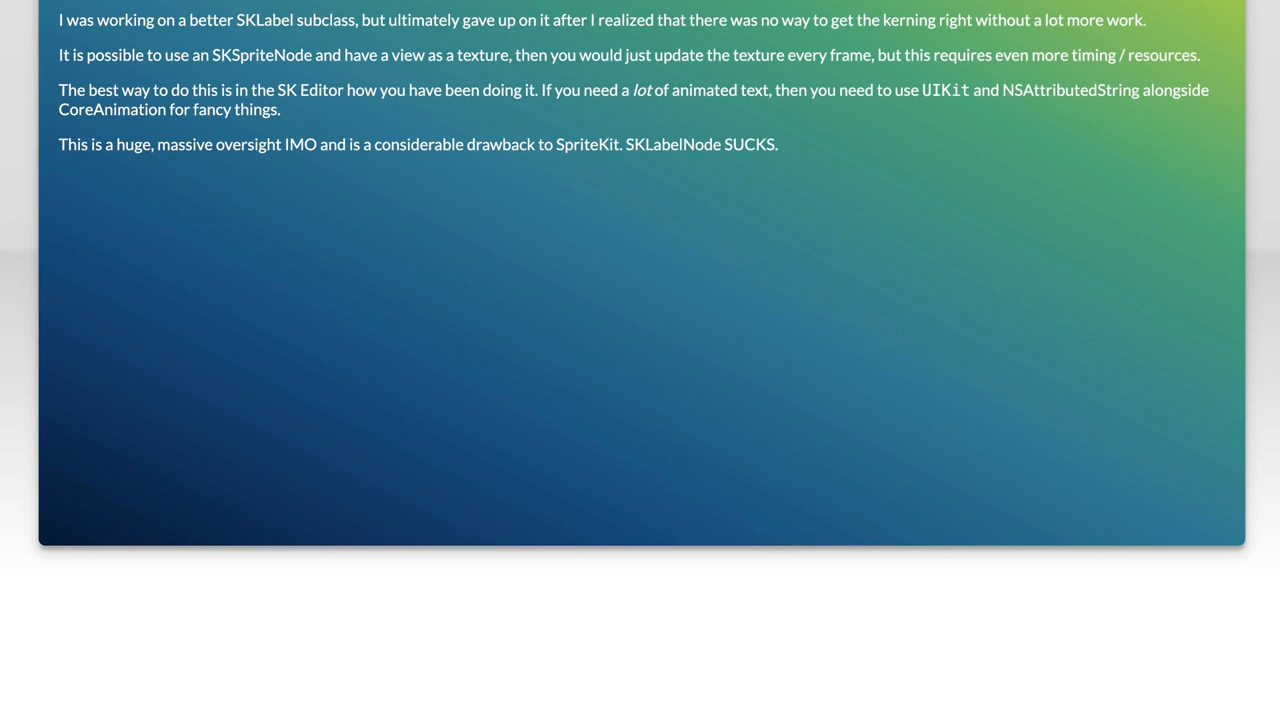 I was working on a better SKLabel subclass, but ultimately gave up on it after I realized that there was no way to get the kerning right without a lot more work.
It is possible to use an SKSpriteNode and have a view as a texture, then you would just update the texture every frame, but this requires even more timing / resources.
The best way to do this is in the SK Editor how you have been doing it. If you need a lot of animated text, then you need to use UIKit and NSAttributedString alongside
CoreAnimation for fancy things.
This is a huge, massive oversight IMO and is a considerable drawback to SpriteKit. SKLabelNode SUCKS.